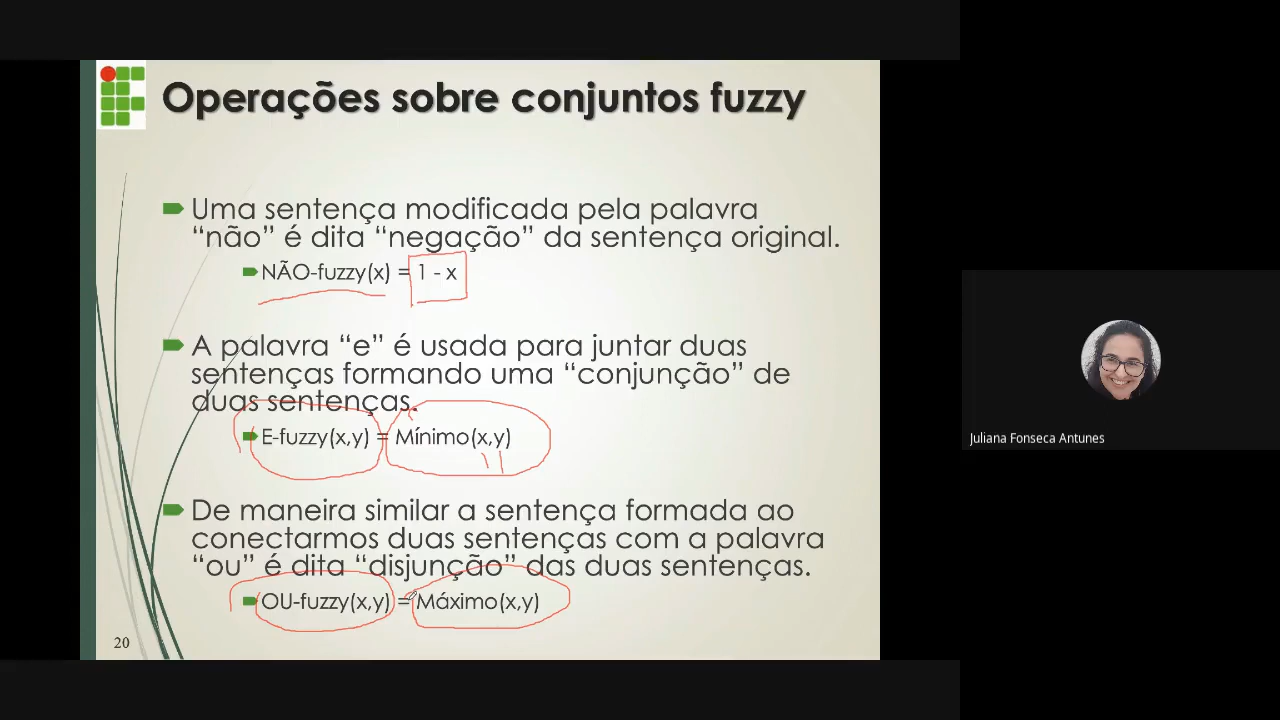 Operações sobre conjuntos fuzzy
Uma sentença modificada pela palavra
“não” é dita “negação” da sentença original.
NÃO-fuzzy(x) = 1 - x
A palavra “e” é usada para juntar duas
sentenças formando uma “conjunção” de
duas sentenças.
E-fuzzy(x,y) = Mínimo(x,y)
De maneira similar a sentença formada ao
conectarmos duas sentenças com a palavra
“ou” é dita “disjunção” das duas sentenças.
OU-fuzzy(x,y) = Máximo(x,y)
20
Juliana Fonseca Antunes